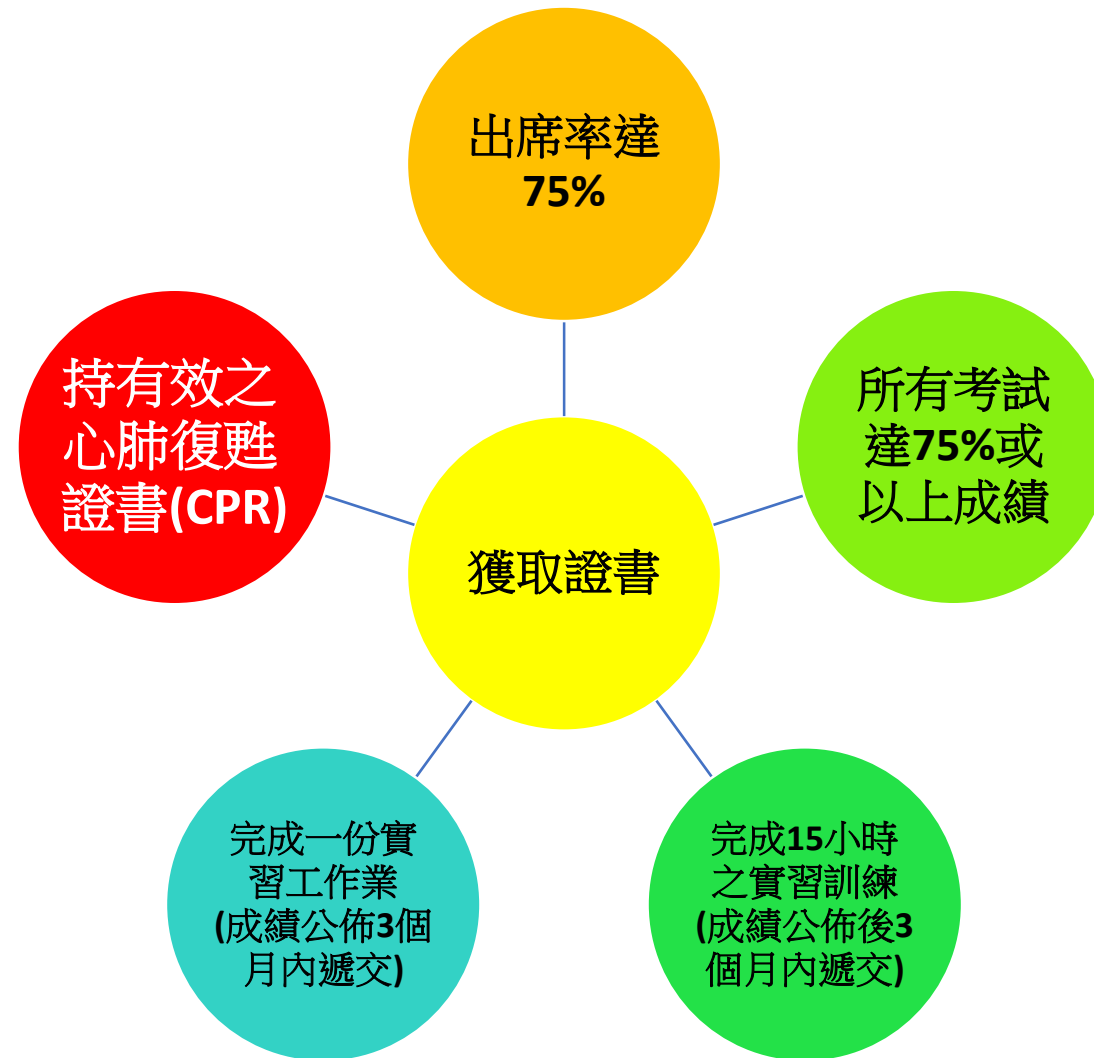 出席率達
75%
所有考試
達75%或
以上成績
完成15小時
之實習訓練
(成績公佈後3
個月內遞交)
完成一份實
習工作業
(成績公佈3個
月內遞交)
持有效之
心肺復甦
證書(CPR)
獲取證書